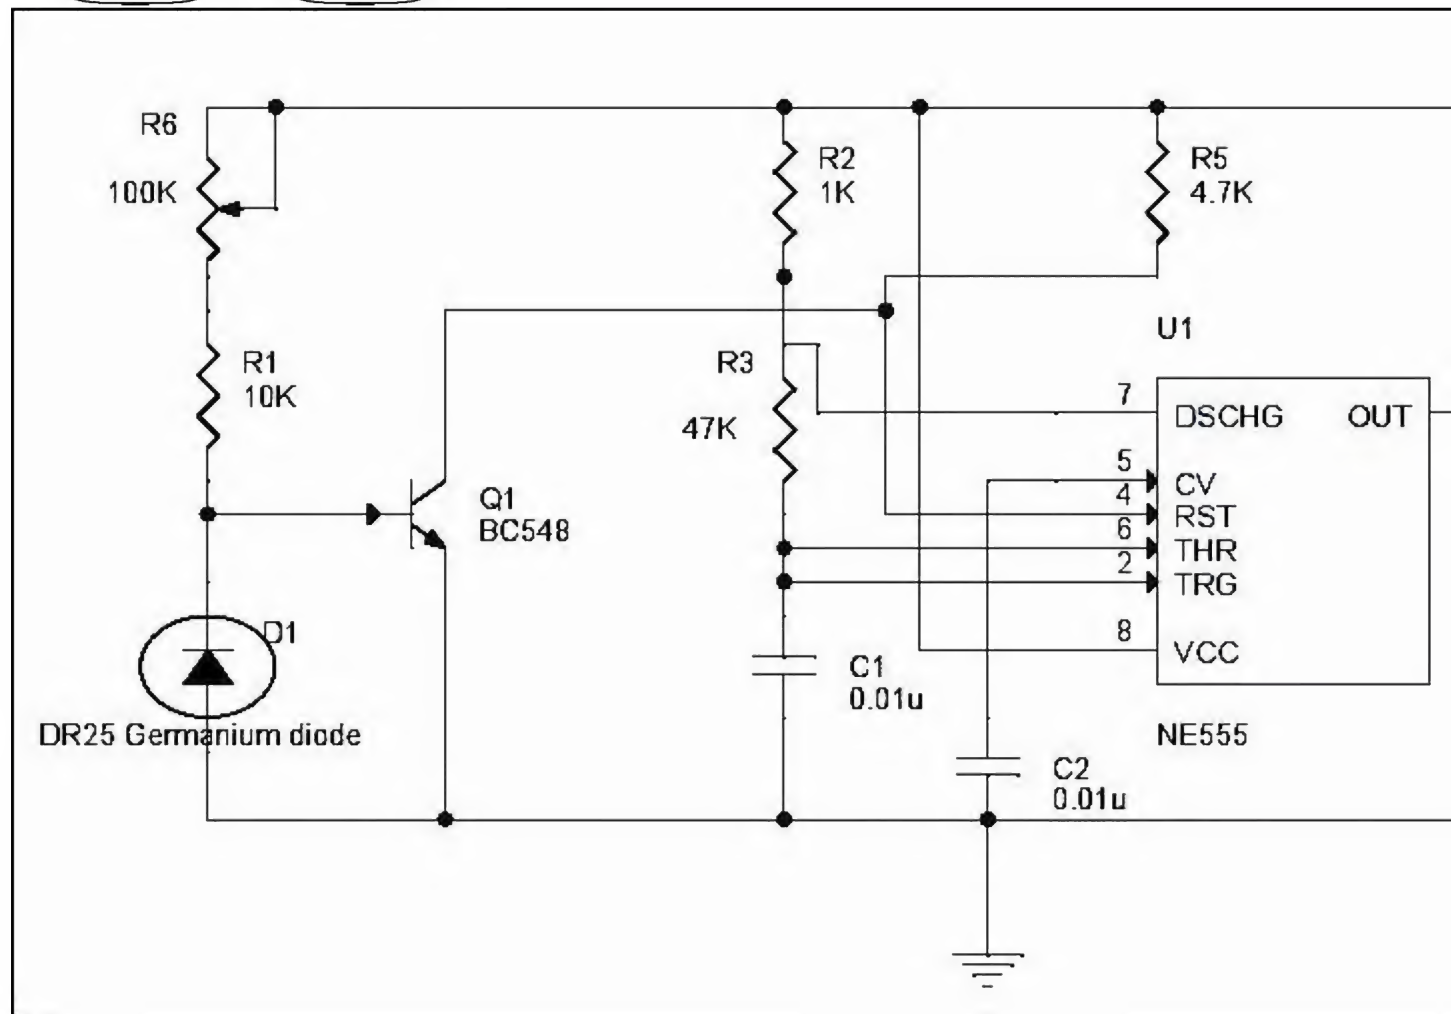 R6
100K
R2
1K
R5
4.7K
U1
R1
10K
R3
47K
7
DSCHG
OUT
5
CV
4
RST
6
THR
2
TRG
8
VCC
Q1
BC548
D1
DR25 Germanium diode
C1
0.01u
NE555
C2
0.01u